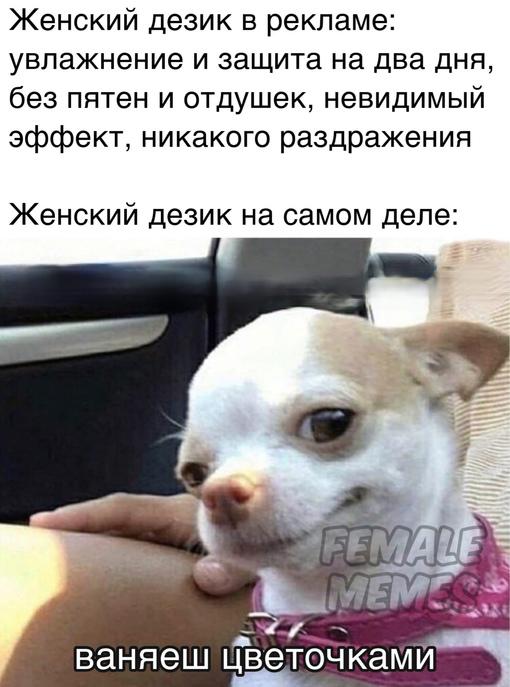 Женский дезик в рекламе:
увлажнение и защита на два дня,
без пятен и отдушек, невидимый
эффект, никакого раздражения
Женский дезик на самом деле:
FEMALE
MEMES
ваняеш цветочками